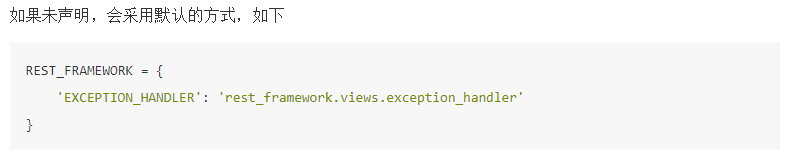 如果未声明，会采用默认的方式，如下
REST_FRAMEWORK = {
    'EXCEPTION_HANDLER': 'rest_framework.views.exception_handler'
}